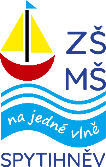 ZŠ
MŠ
na jedné vlně
SPYTIHNĚV